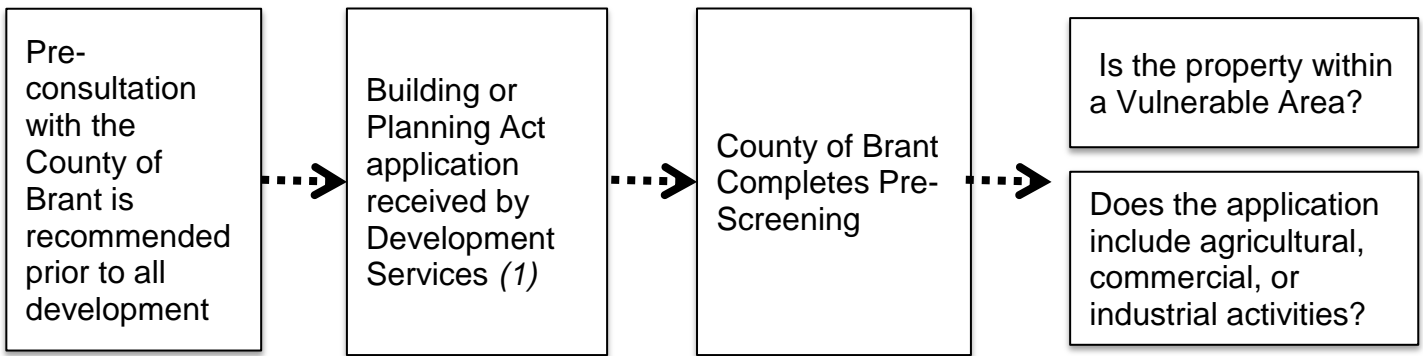 Pre-
consultation
with the
County of
Brant is
recommended
prior to all
development
Building or
Planning Act
application
received by
Development
Services (1)
County of Brant
Completes Pre-
Screening
Is the property within
a Vulnerable Area?
Does the application
include agricultural,
commercial, or
industrial activities?